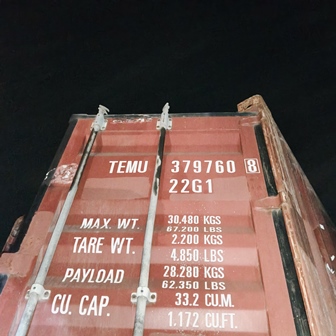 TEMU 379760 8
22G1
MAX. WT. 30,480 KGS
67.200 LBS
TARE WT. 2.200 KGS
4.850 LBS
PAYLOAD 28.280 KGS
62.350 LBS
CU. CAP. 33.2 CU.M.
1.172 CU.FT.